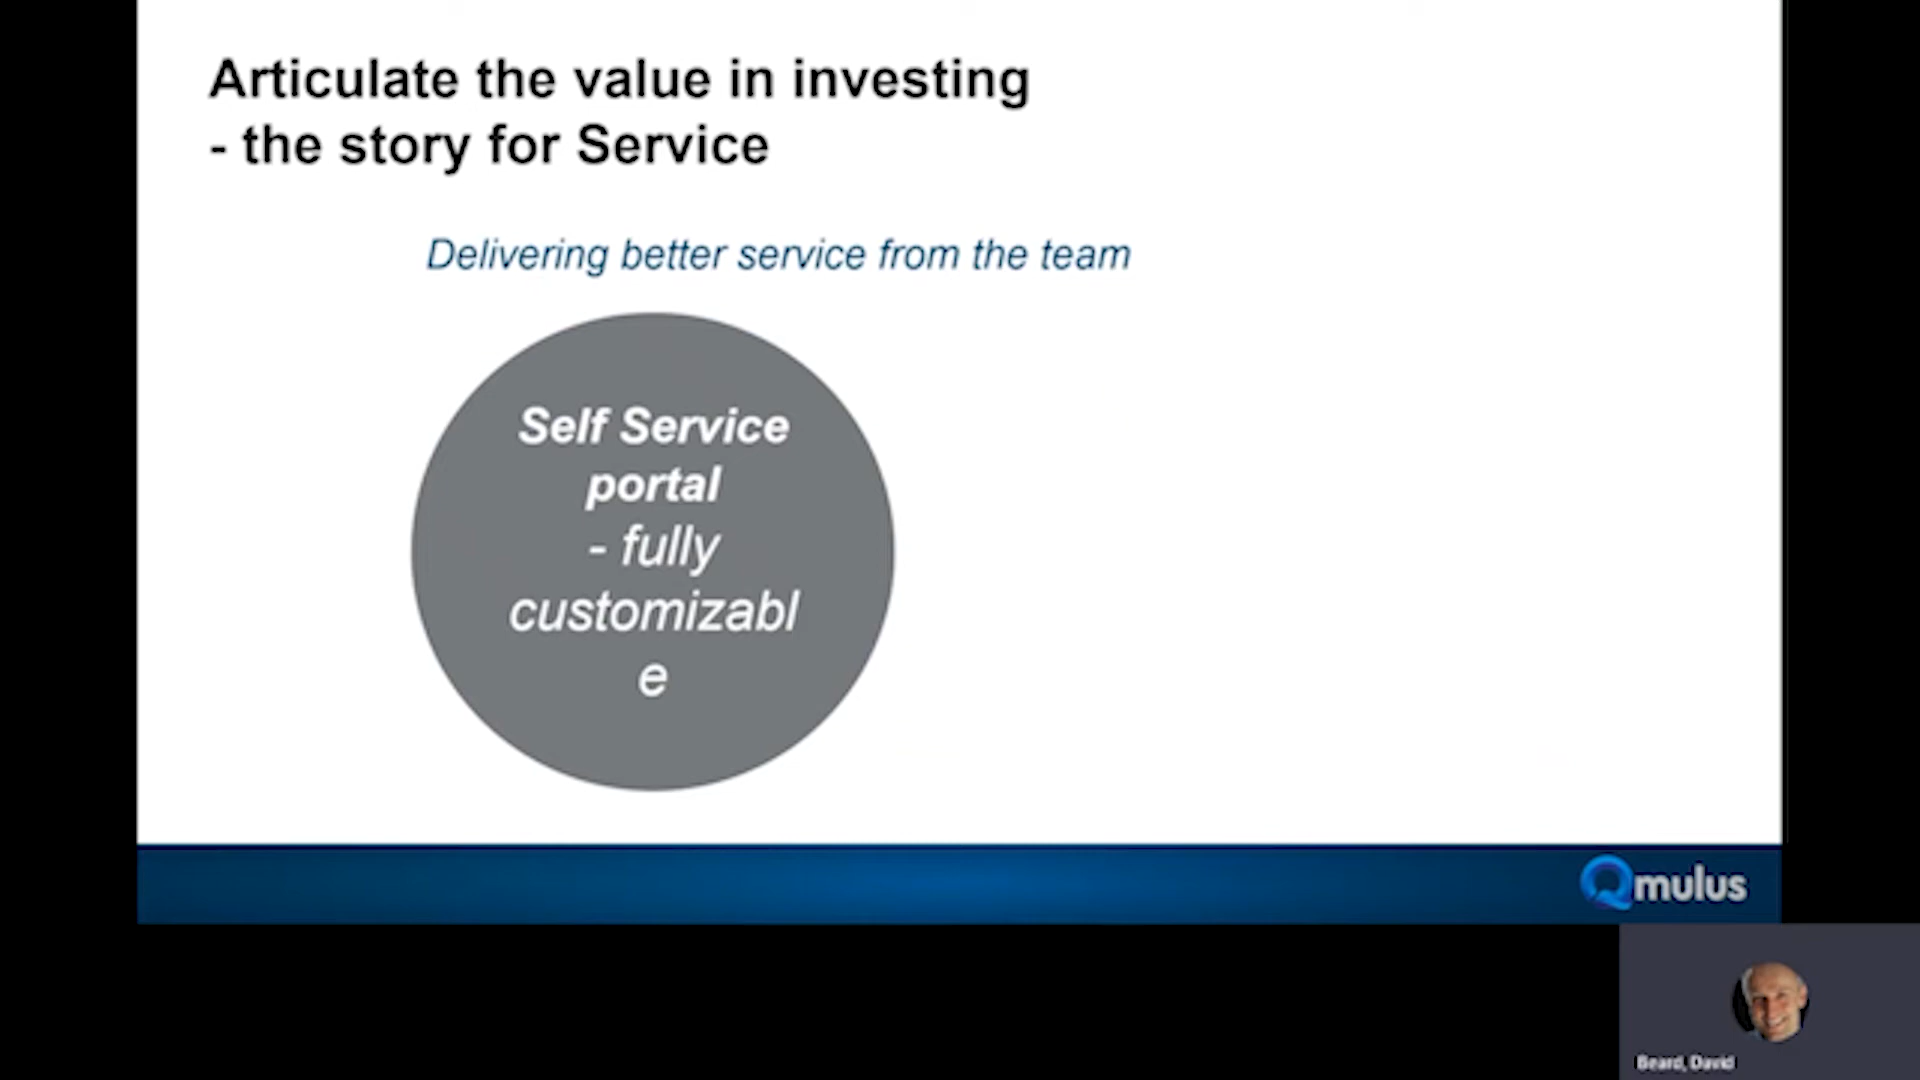 Articulate the value in investing
- the story for Service
Delivering better service from the team
Self Service
portal
- fully
customizabl
e
Qmulus
Beard, David